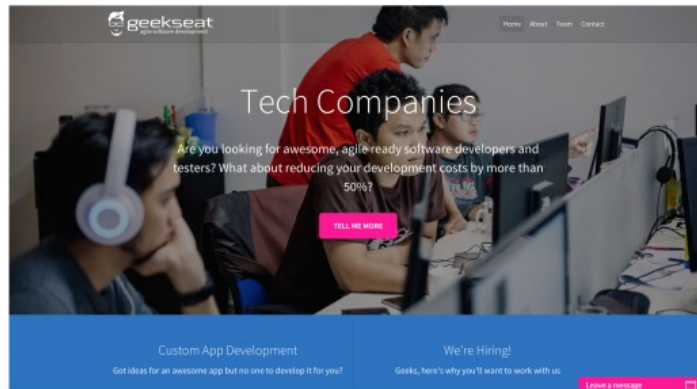 geekseat
agile software development
Home About Team Contact
Tech Companies
Are you looking for awesome, agile ready software developers and
testers? What about reducing your development costs by more than
50%?
TELL ME MORE
Custom App Development
Got ideas for an awesome app but no one to develop it for you?
We're Hiring!
Geeks, here's why you'll want to work with us
Leave a message